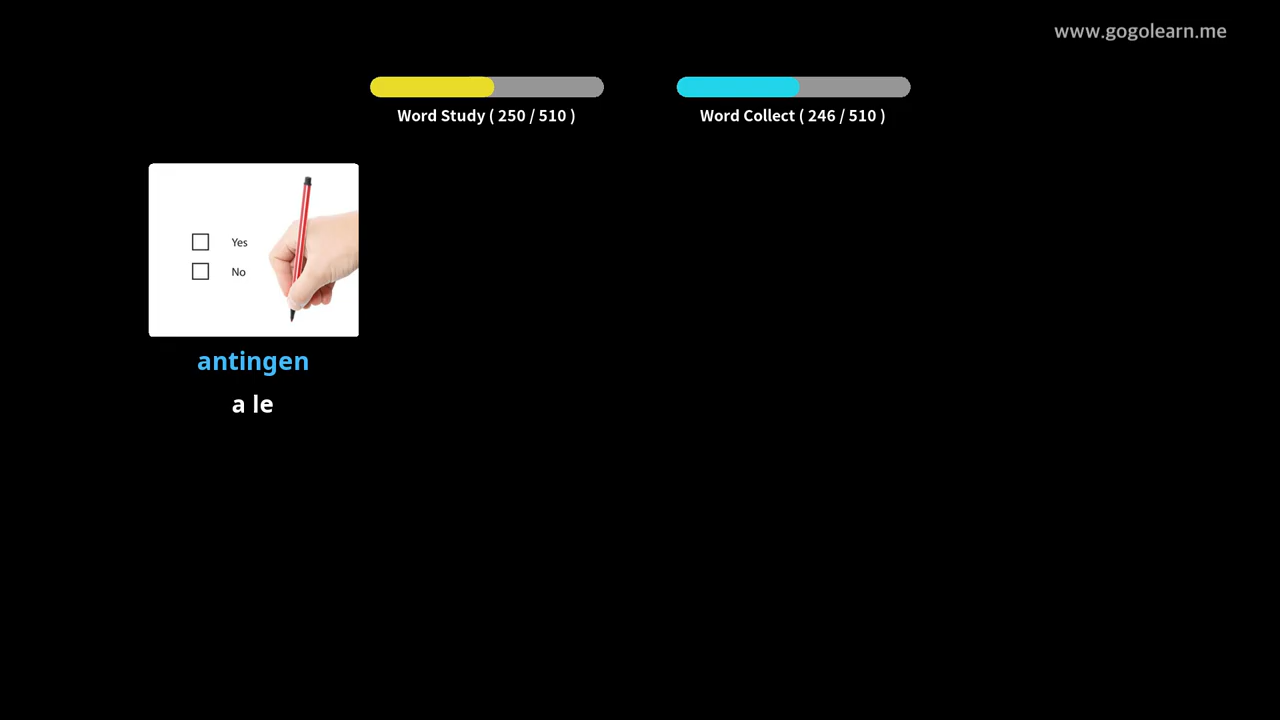 www.gogolearn.me
Word Study ( 250 / 510 )
Word Collect ( 246 / 510 )
Yes
No
antingen
a le